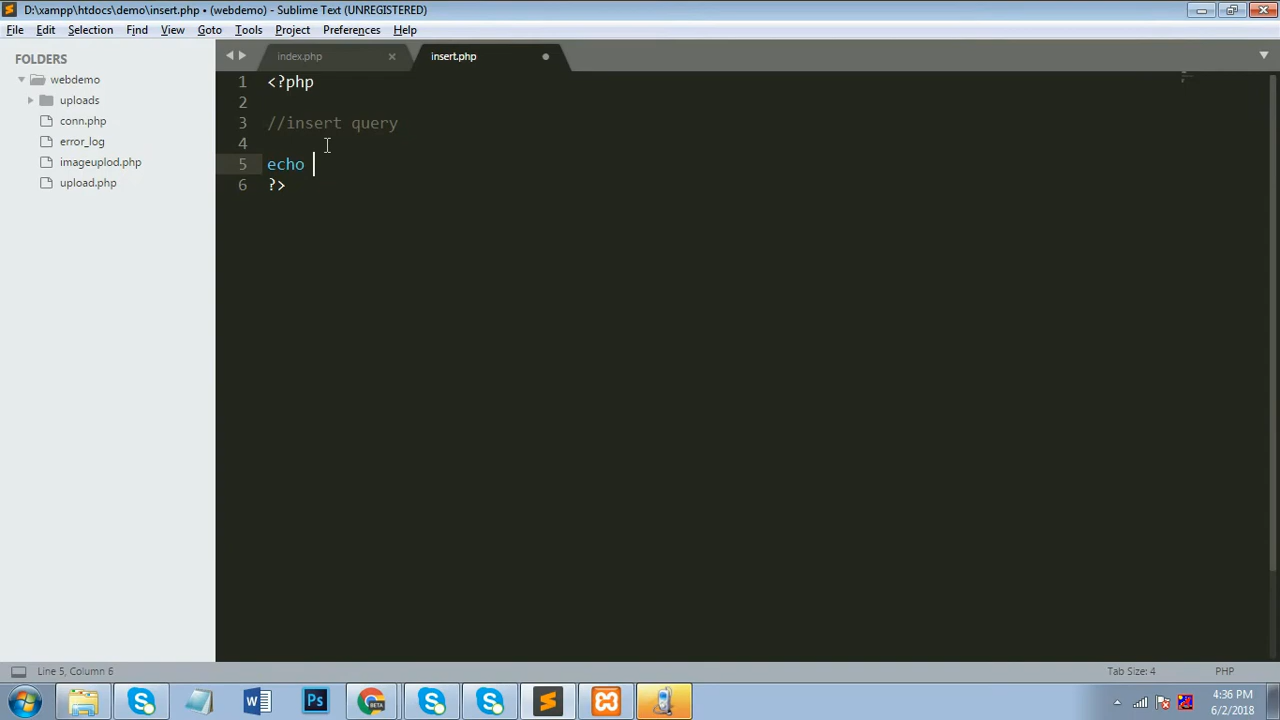 D:\xampp\htdocs\demo\insert.php • (webdemo) - Sublime Text (UNREGISTERED)
File Edit Selection Find View Goto Tools Project Preferences Help
FOLDERS
webdemo
uploads
conn.php
error_log
imageuplod.php
upload.php
index.php
insert.php
1 <?php
2
3 //insert query
4
5 echo
6 ?>
Line 5, Column 6
Tab Size: 4
PHP
W
Ps
BETA
4:36 PM
6/2/2018